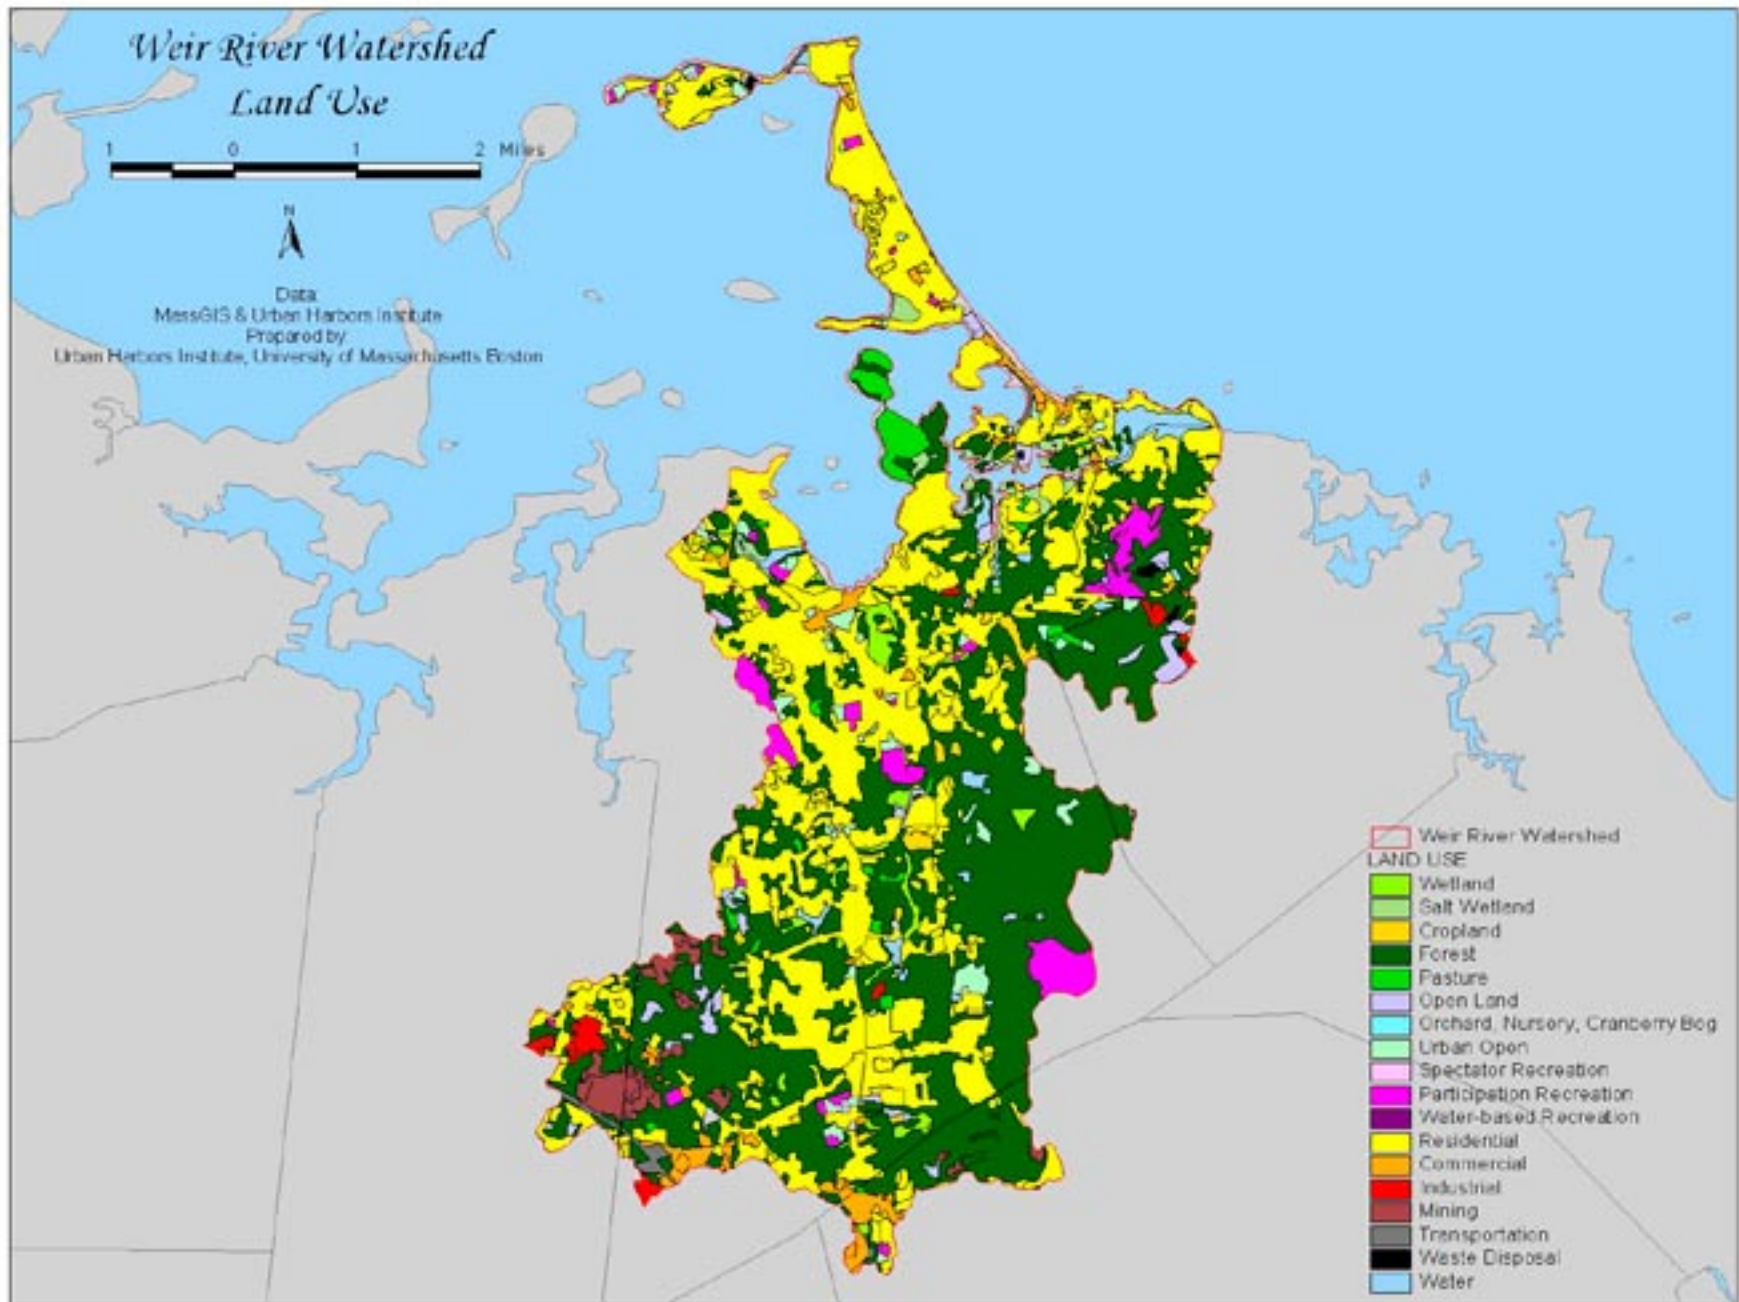 Weir River Watershed
Land Use
1 0 1 2 Miles
N
Data
MassGIS & Urban Harbors Institute
Prepared by
Urban Harbors Institute, University of Massachusetts Boston
Weir River Watershed
LAND USE
Wetland
Salt Wetland
Cropland
Forest
Pasture
Open Land
Orchard, Nursery, Cranberry Bog
Urban Open
Spectator Recreation
Participation Recreation
Water-based Recreation
Residential
Commercial
Industrial
Mining
Transportation
Waste Disposal
Water